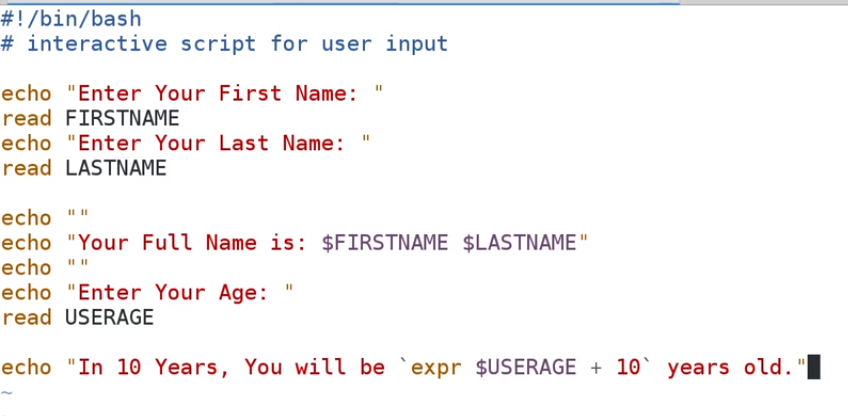 #!/bin/bash
# interactive script for user input
echo "Enter Your First Name: "
read FIRSTNAME
echo "Enter Your Last Name: "
read LASTNAME
echo ""
echo "Your Full Name is: $FIRSTNAME $LASTNAME"
echo ""
echo "Enter Your Age: "
read USERAGE
echo "In 10 Years, You will be `expr $USERAGE + 10` years old."
~